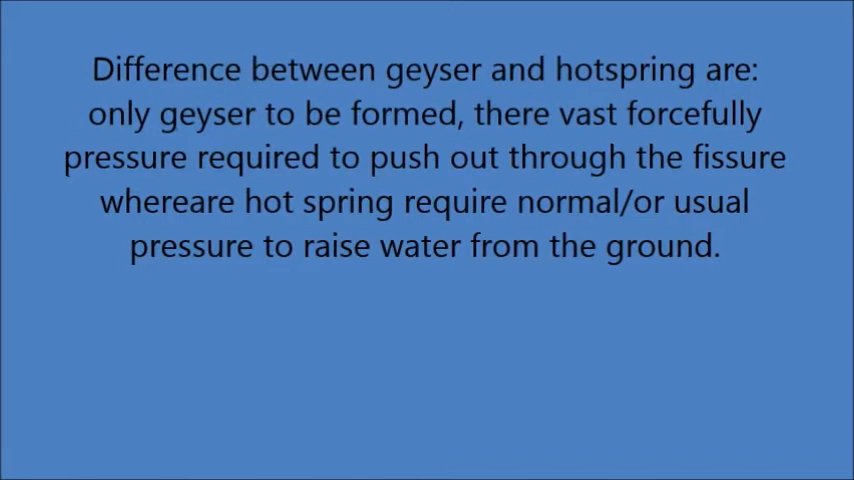 Difference between geyser and hotspring are:
only geyser to be formed, there vast forcefully
pressure required to push out through the fissure
whereare hot spring require normal/or usual
pressure to raise water from the ground.